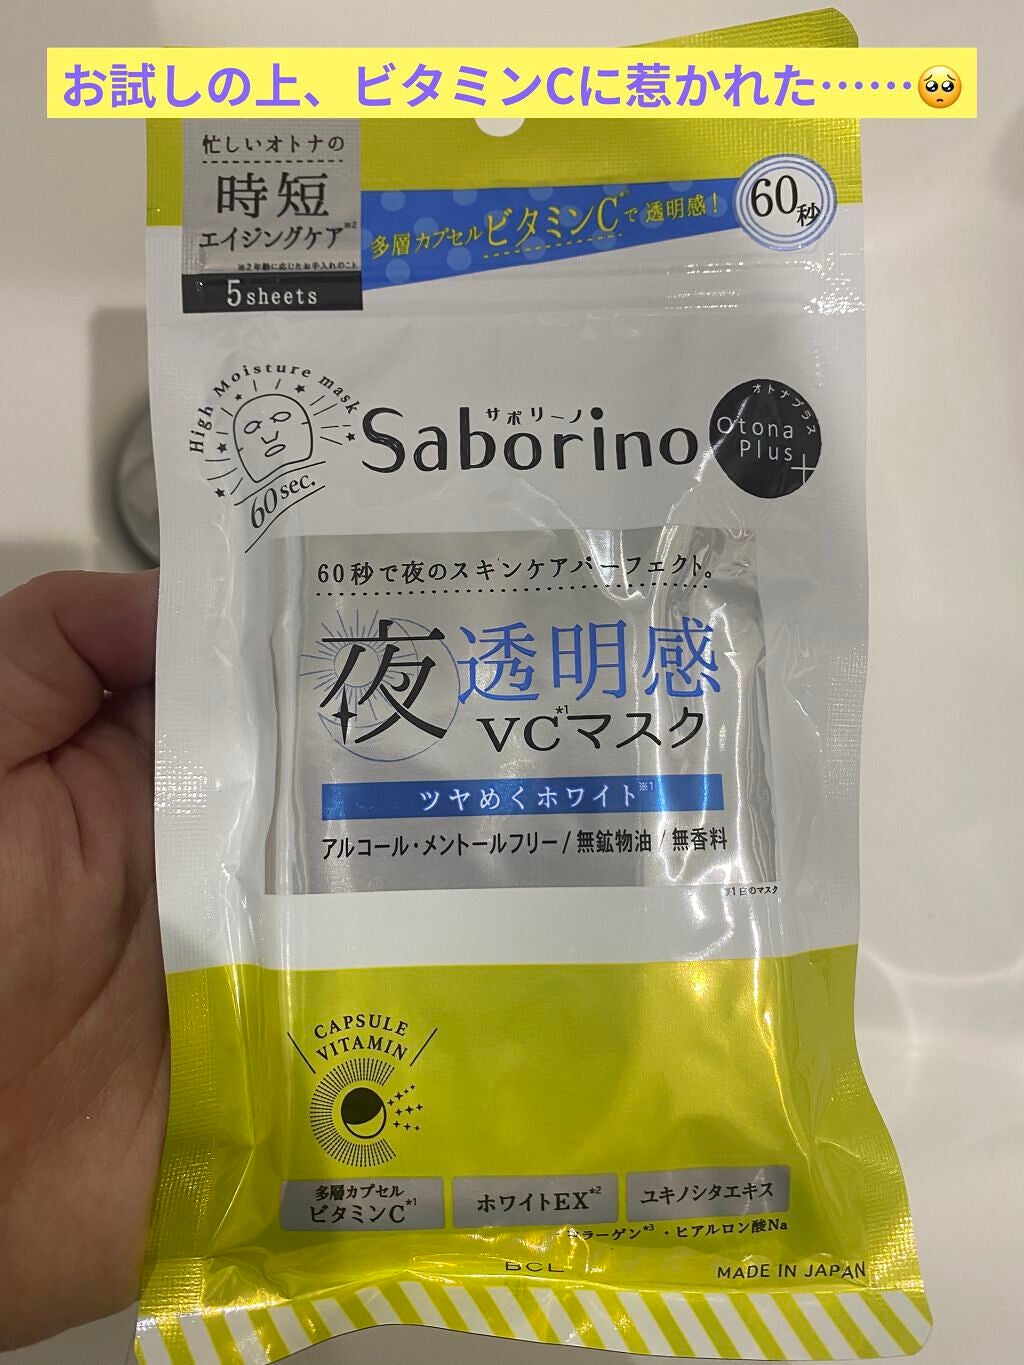 お試しの上、ビタミンCに惹かれた……🥺
忙しいオトナの
時短
エイジングケア※2
※2年齢に応じたお手入れのこと
5sheets
多層カプセルビタミンC*で透明感!
60秒
High Moisture mask
60sec.
サボリーノ
Saborino
オトナプラス
Otona
Plus
60秒で夜のスキンケアパーフェクト。
夜透明感
VC*1マスク
ツヤめくホワイト※1
アルコール・メントールフリー/無鉱物油/無香料
※1白のマスク
CAPSULE
VITAMIN
多層カプセル
ビタミンC*1
ホワイトEX*2
ユキノシタエキス
コラーゲン*3・ヒアルロン酸Na
BCL
MADE IN JAPAN